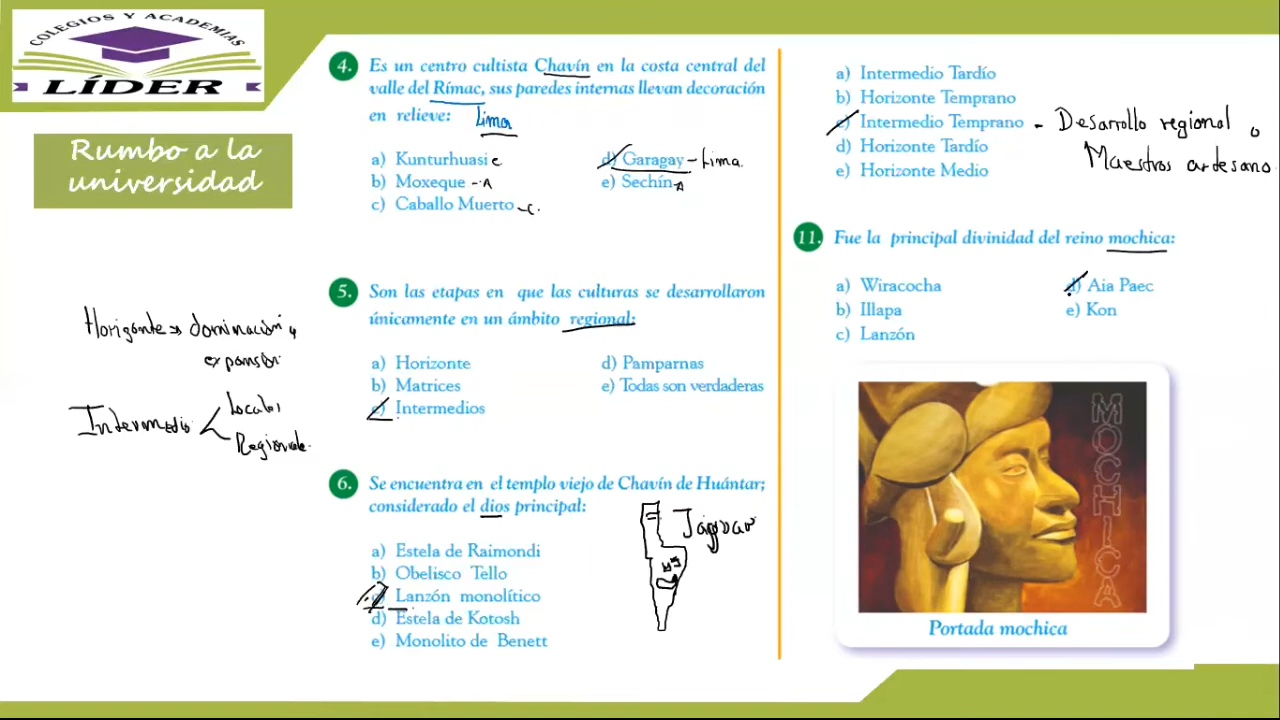 COLEGIOS Y ACADEMIAS
LÍDER
Rumbo a la
universidad
Horizonte => dominación y
expansión
Intermedio < Locales
Regionale
4. Es un centro cultista Chavín en la costa central del
valle del Rímac, sus paredes internas llevan decoración
en relieve: Lima
a) Kunturhuasi c
b) Moxeque - A
c) Caballo Muerto - c.
d) Garagay - Lima
e) Sechín A
5. Son las etapas en que las culturas se desarrollaron
únicamente en un ámbito regional:
a) Horizonte
b) Matrices
c) Intermedios
d) Pamparnas
e) Todas son verdaderas
6. Se encuentra en el templo viejo de Chavín de Huántar;
considerado el dios principal:
Jaguar
a) Estela de Raimondi
b) Obelisco Tello
c) Lanzón monolítico
d) Estela de Kotosh
e) Monolito de Benett
a) Intermedio Tardío
b) Horizonte Temprano
c) Intermedio Temprano - Desarrollo regional o
Maestros artesano
d) Horizonte Tardío
e) Horizonte Medio
11. Fue la principal divinidad del reino mochica:
a) Wiracocha
b) Illapa
c) Lanzón
d) Aia Paec
e) Kon
MOCHICA
Portada mochica